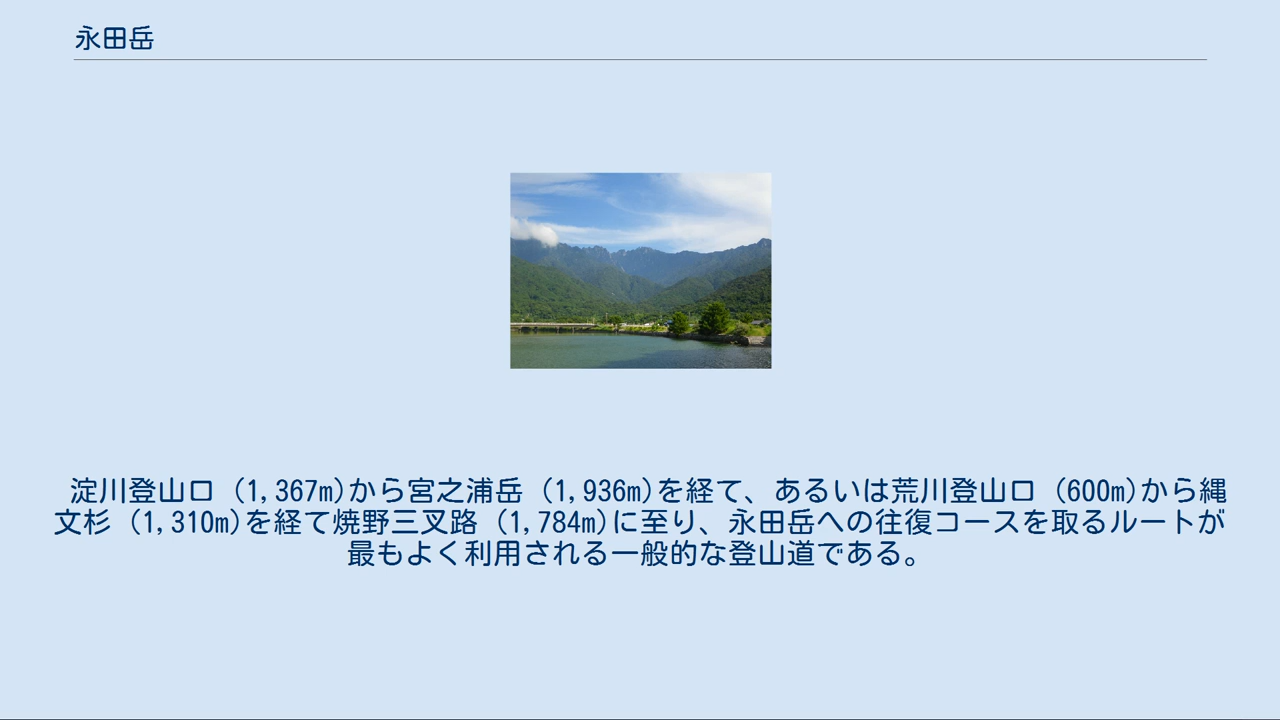 永田岳
淀川登山口 (1,367m)から宮之浦岳 (1,936m)を経て、あるいは荒川登山口 (600m)から縄
文杉 (1,310m)を経て焼野三叉路 (1,784m)に至り、永田岳への往復コースを取るルートが
最もよく利用される一般的な登山道である。